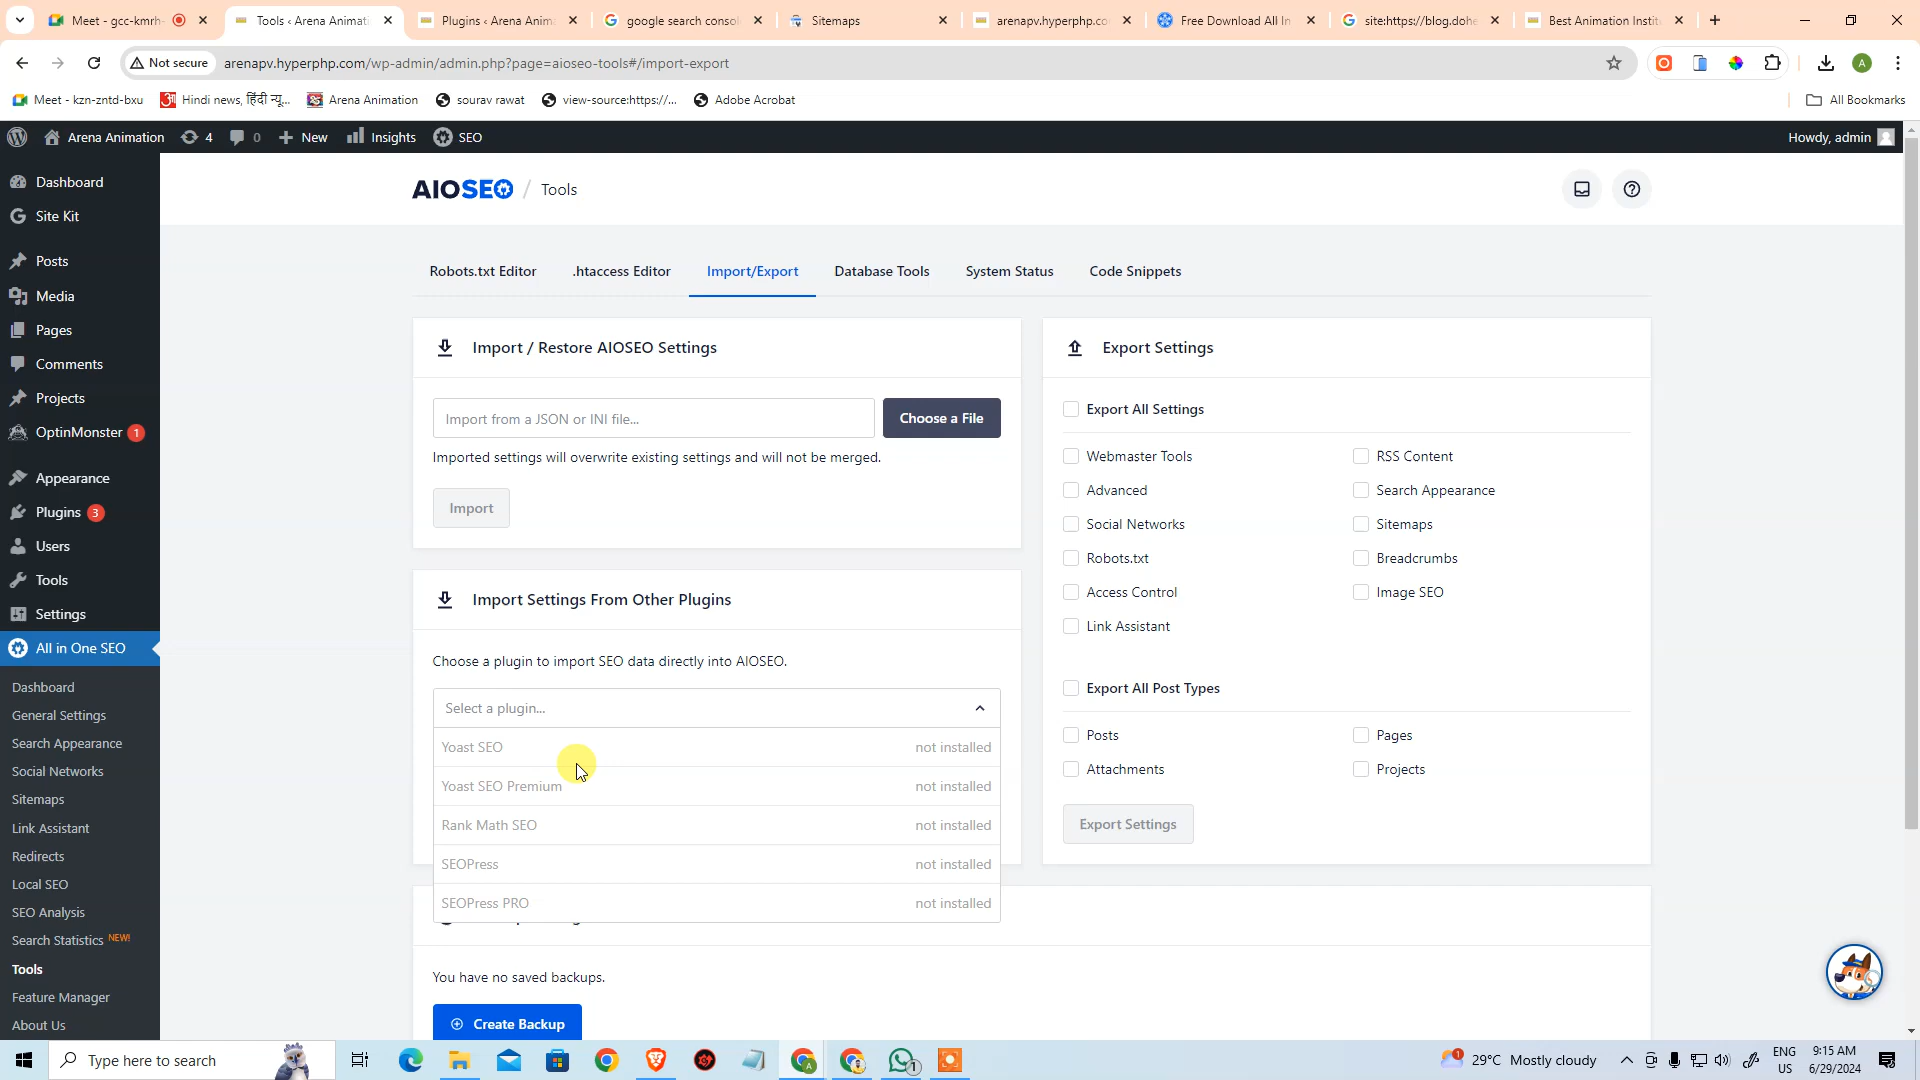 Meet - gcc-kmrh-
Tools ‹ Arena Animati
Plugins ‹ Arena Anim
google search consol
Sitemaps
arenapv.hyperphp.co
Free Download All In
site:https://blog.dohe
Best Animation Instit
Not secure
arenapv.hyperphp.com/wp-admin/admin.php?page=aioseo-tools#/import-export
A
Meet - kzn-zntd-bxu
Hindi news, हिंदी न्यू...
Arena Animation
sourav rawat
view-source:https://...
Adobe Acrobat
All Bookmarks
Arena Animation
4
0
New
Insights
SEO
Howdy, admin
Dashboard
Site Kit
Posts
Media
Pages
Comments
Projects
OptinMonster 1
Appearance
Plugins 3
Users
Tools
Settings
All in One SEO
Dashboard
General Settings
Search Appearance
Social Networks
Sitemaps
Link Assistant
Redirects
Local SEO
SEO Analysis
Search Statistics NEW!
Tools
Feature Manager
About Us
AIOSEO / Tools
Robots.txt Editor
.htaccess Editor
Import/Export
Database Tools
System Status
Code Snippets
Import / Restore AIOSEO Settings
Import from a JSON or INI file...
Choose a File
Imported settings will overwrite existing settings and will not be merged.
Import
Import Settings From Other Plugins
Choose a plugin to import SEO data directly into AIOSEO.
Select a plugin...
Yoast SEO not installed
Yoast SEO Premium not installed
Rank Math SEO not installed
SEOPress not installed
SEOPress PRO not installed
You have no saved backups.
Create Backup
Export Settings
Export All Settings
Webmaster Tools
RSS Content
Advanced
Search Appearance
Social Networks
Sitemaps
Robots.txt
Breadcrumbs
Access Control
Image SEO
Link Assistant
Export All Post Types
Posts
Pages
Attachments
Projects
Export Settings
Type here to search
29°C Mostly cloudy
ENG
US
9:15 AM
6/29/2024